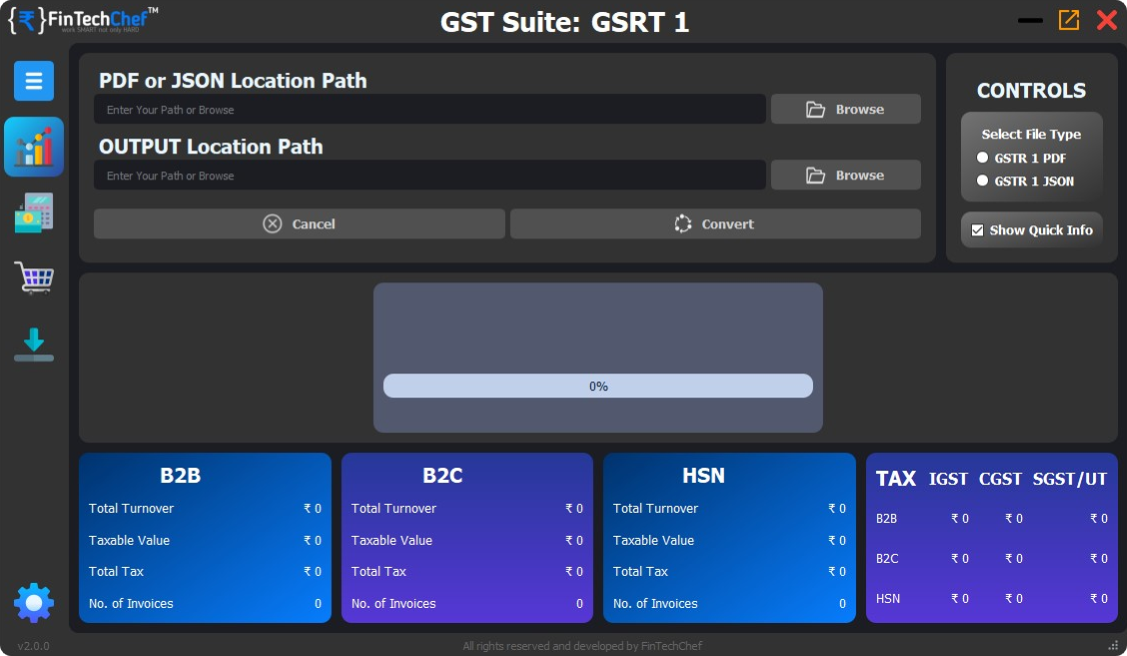 {₹}FinTechChef™
work SMART not only HARD
GST Suite: GSRT 1
PDF or JSON Location Path
Enter Your Path or Browse
Browse
OUTPUT Location Path
Enter Your Path or Browse
Browse
Cancel
Convert
CONTROLS
Select File Type
GSTR 1 PDF
GSTR 1 JSON
Show Quick Info
0%
B2B
Total Turnover ₹ 0
Taxable Value ₹ 0
Total Tax ₹ 0
No. of Invoices 0
B2C
Total Turnover ₹ 0
Taxable Value ₹ 0
Total Tax ₹ 0
No. of Invoices 0
HSN
Total Turnover ₹ 0
Taxable Value ₹ 0
Total Tax ₹ 0
No. of Invoices 0
TAX IGST CGST SGST/UT
B2B ₹ 0 ₹ 0 ₹ 0
B2C ₹ 0 ₹ 0 ₹ 0
HSN ₹ 0 ₹ 0 ₹ 0
v2.0.0
All rights reserved and developed by FinTechChef